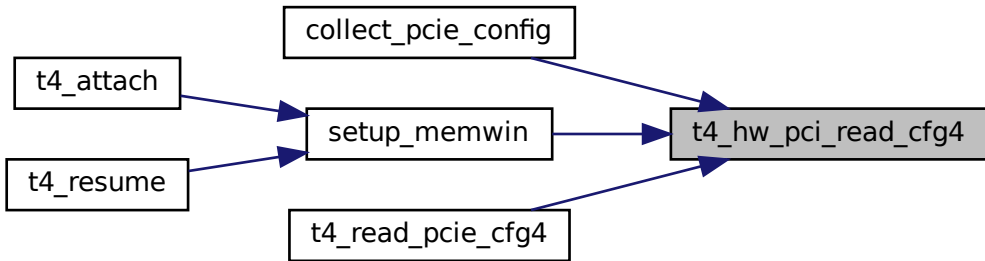 collect_pcie_config
t4_attach
setup_memwin
t4_hw_pci_read_cfg4
t4_resume
t4_read_pcie_cfg4